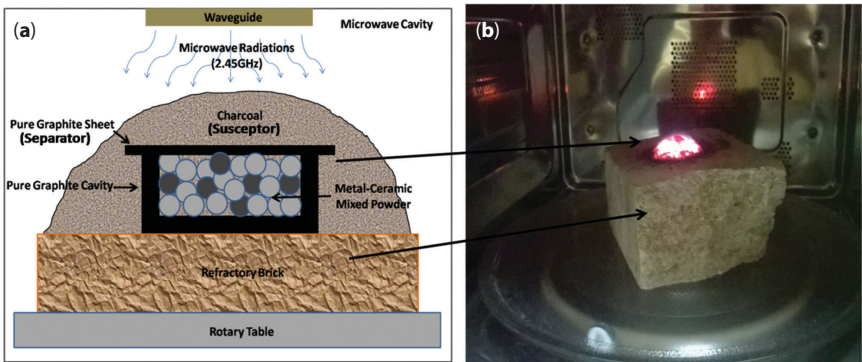 (a)
Waveguide
Microwave Cavity
Microwave Radiations
(2.45GHz)
Charcoal
(Susceptor)
Pure Graphite Sheet
(Separator)
Pure Graphite Cavity
Metal-Ceramic
Mixed Powder
Refractory Brick
Rotary Table
(b)